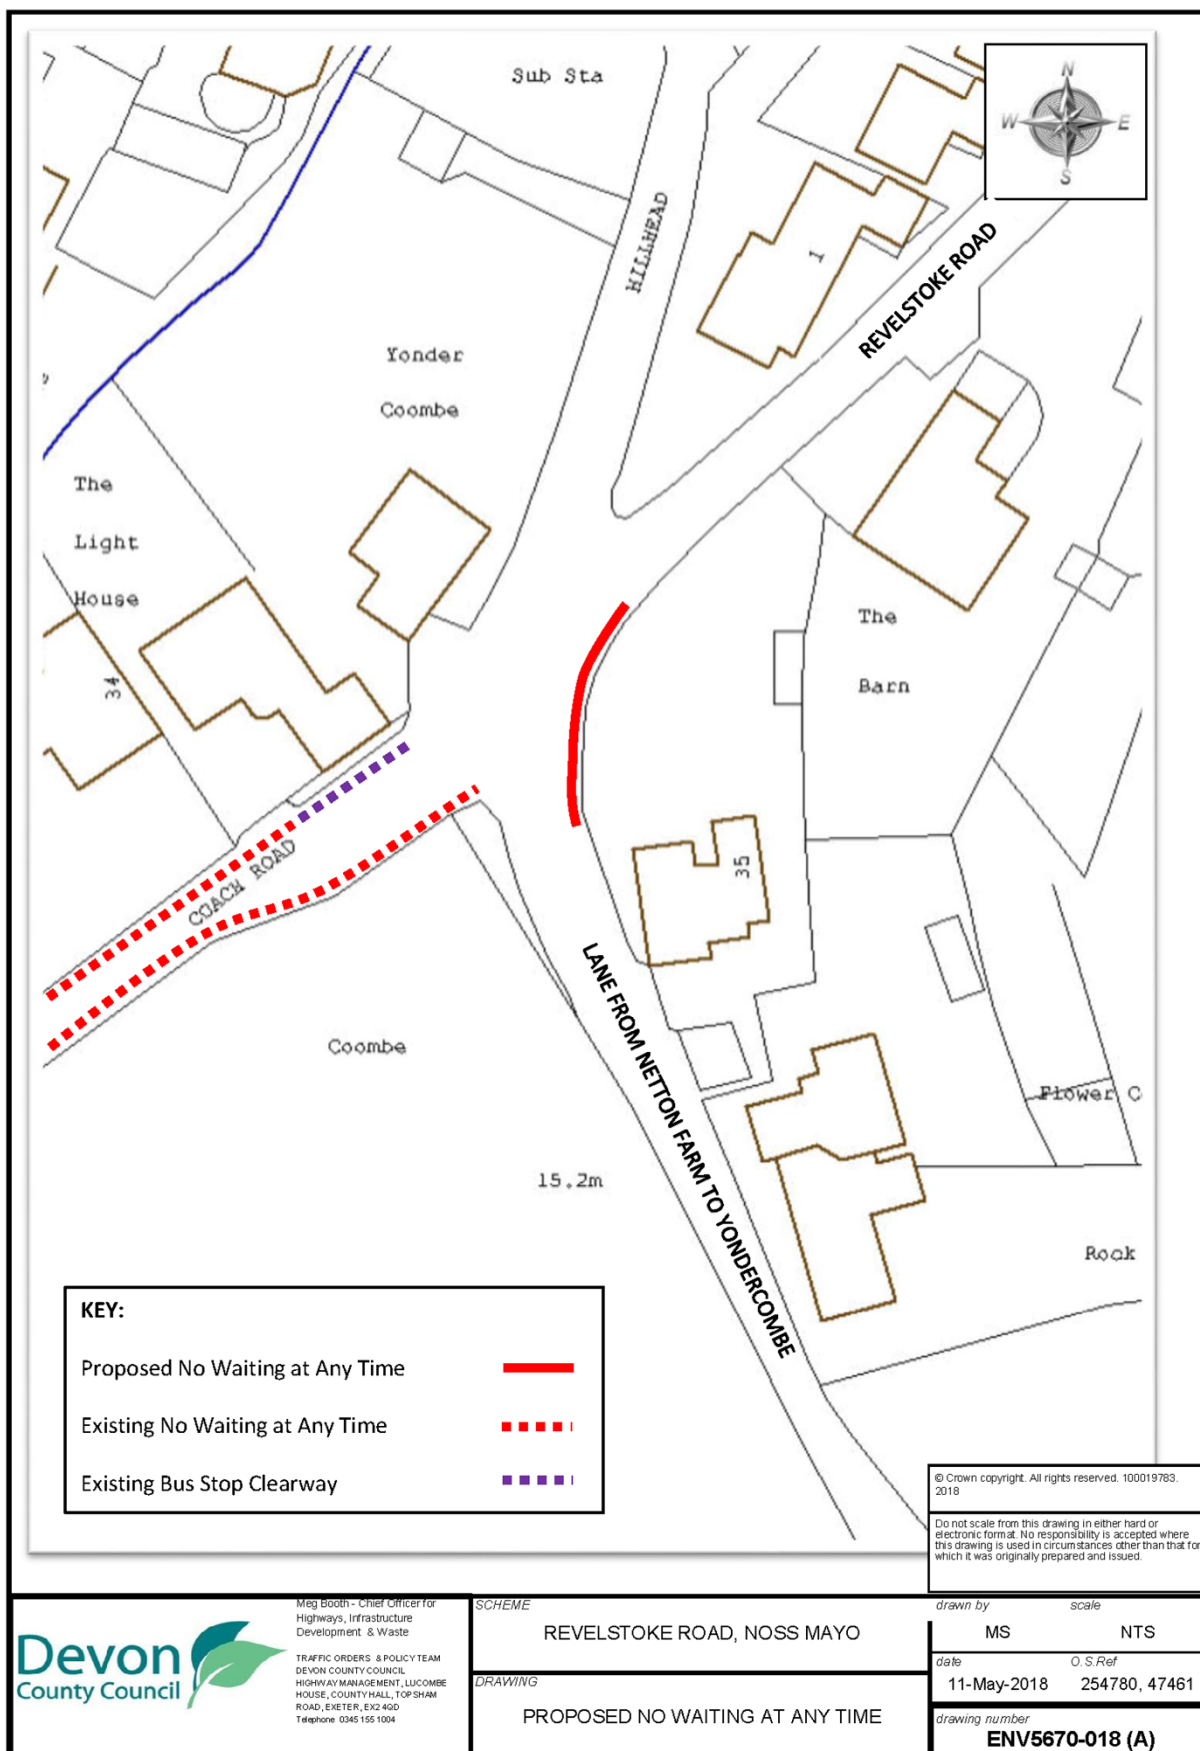 Sub Sta
N
W
E
S
HILLHEAD
1
REVELSTOKE ROAD
Yonder
Coombe
The
Light
House
34
The
Barn
35
COACH ROAD
LANE FROM NETTON FARM TO YONDERCOMBE
Coombe
Flower C
15.2m
Rock
KEY:
Proposed No Waiting at Any Time
Existing No Waiting at Any Time
Existing Bus Stop Clearway
© Crown copyright. All rights reserved. 100019783.
2018
Do not scale from this drawing in either hard or
electronic format. No responsibility is accepted where
this drawing is used in circumstances other than that for
which it was originally prepared and issued.
Devon
County Council
Meg Booth - Chief Officer for
Highways, Infrastructure
Development & Waste
TRAFFIC ORDERS & POLICY TEAM
DEVON COUNTY COUNCIL
HIGHWAY MANAGEMENT, LUCOMBE
HOUSE, COUNTY HALL, TOPSHAM
ROAD, EXETER, EX2 4QD
Telephone 0345 155 1004
SCHEME
REVELSTOKE ROAD, NOSS MAYO
DRAWING
PROPOSED NO WAITING AT ANY TIME
drawn by
scale
MS
NTS
date
O.S.Ref
11-May-2018
254780, 47461
drawing number
ENV5670-018 (A)